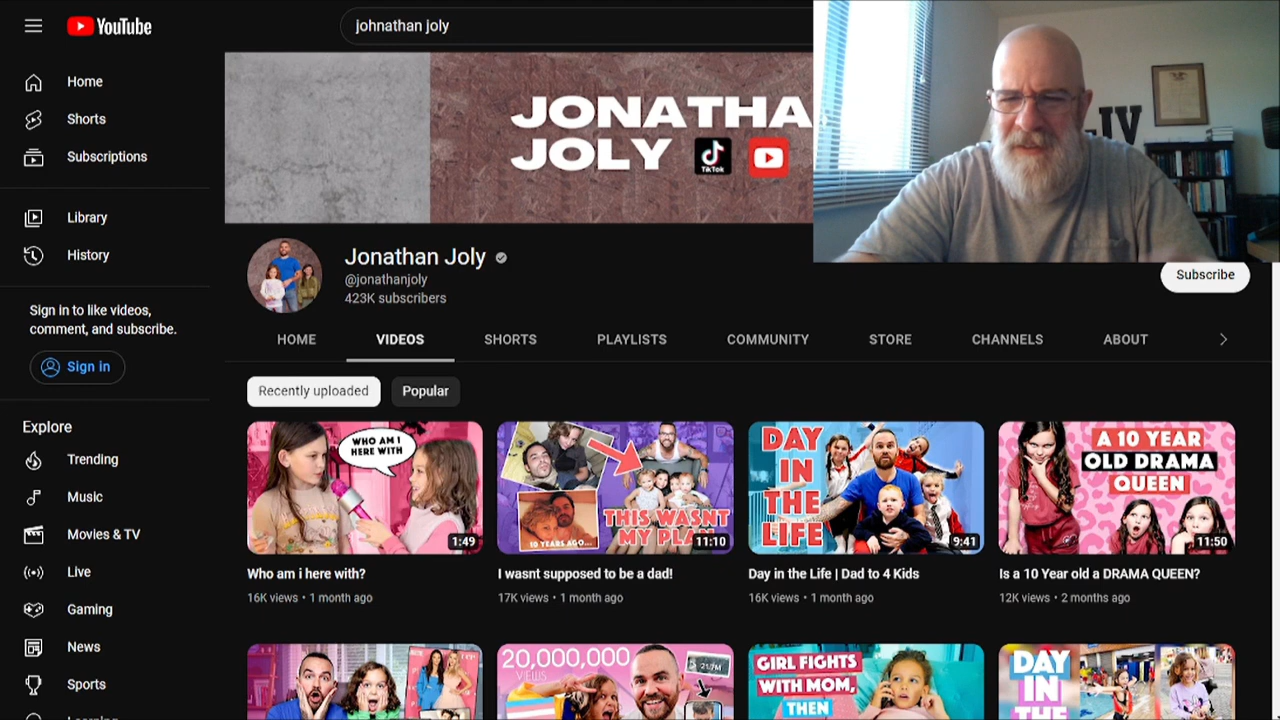 YouTube
johnathan joly
Home
Shorts
Subscriptions
Library
History
Sign in to like videos,
comment, and subscribe.
Sign in
Explore
Trending
Music
Movies & TV
Live
Gaming
News
Sports
JONATHA
JOLY
TikTok
LIV
Jonathan Joly
@jonathanjoly
423K subscribers
Subscribe
HOME
VIDEOS
SHORTS
PLAYLISTS
COMMUNITY
STORE
CHANNELS
ABOUT
Recently uploaded
Popular
WHO AM I
HERE WITH
1:49
Who am i here with?
16K views • 1 month ago
10 YEARS AGO...
THIS WASNT
MY PLAN
11:10
I wasnt supposed to be a dad!
17K views • 1 month ago
DAY
IN
THE
LIFE
9:41
Day in the Life | Dad to 4 Kids
16K views • 1 month ago
A 10 YEAR
OLD DRAMA
QUEEN
11:50
Is a 10 Year old a DRAMA QUEEN?
12K views • 2 months ago
20,000,000
VIEWS
GIRL FIGHTS
WITH MOM,
THEN
DAY
IN
THE